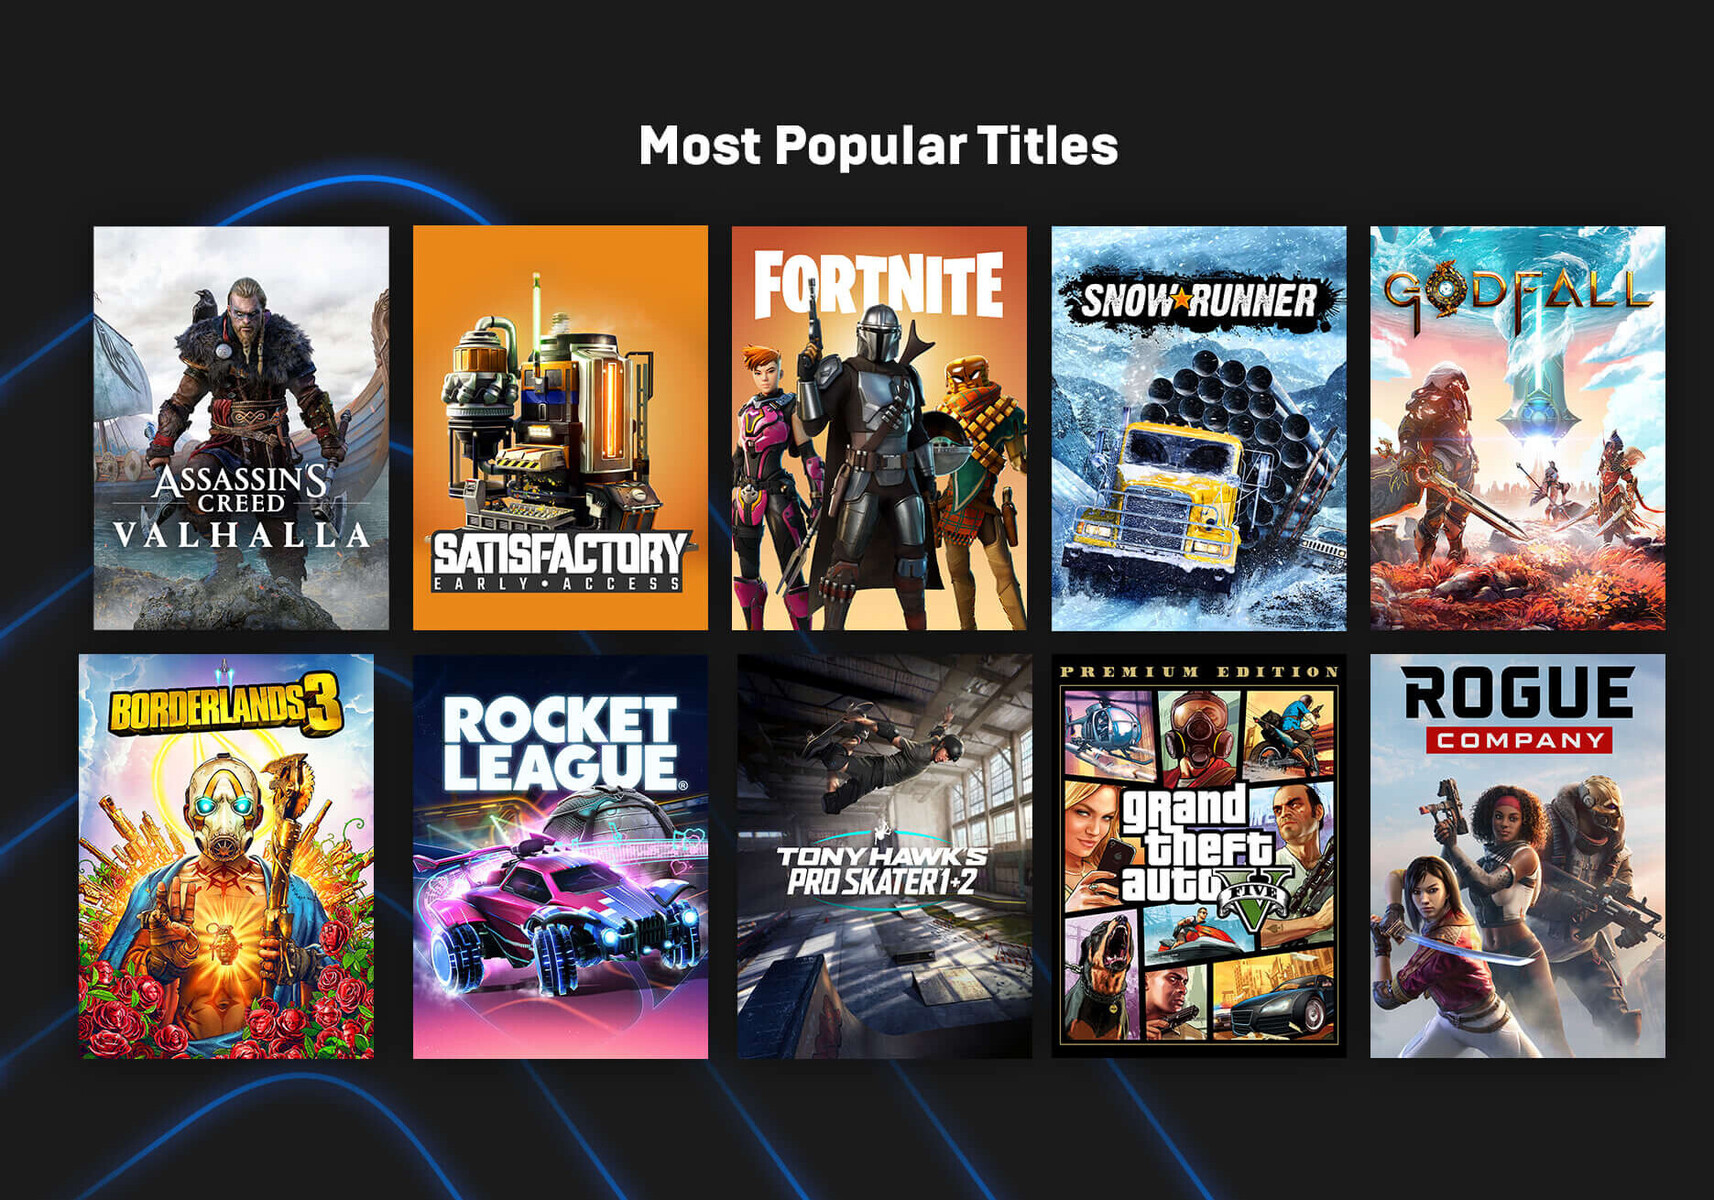 Most Popular Titles
ASSASSIN'S
CREED
VALHALLA
SATISFACTORY
EARLY • ACCESS
FORTNITE
SNOW★RUNNER
GODFALL
BORDERLANDS 3
ROCKET
LEAGUE®
TONY HAWK'S
PRO SKATER 1+2
PREMIUM EDITION
grand
theft
auto
V
FIVE
ROGUE
COMPANY